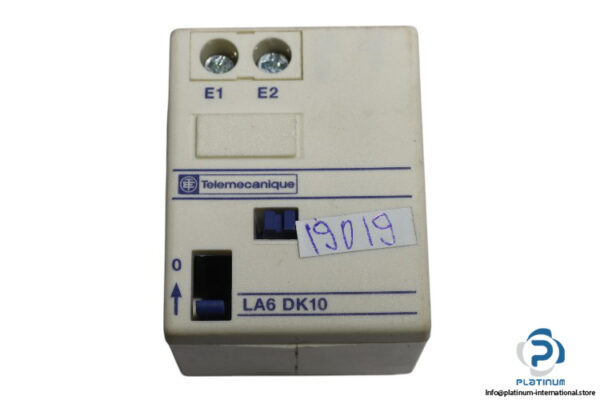 E1 E2
Telemecanique
19019
0
LA6 DK10
PLATINUM
Info@platinum-international.store